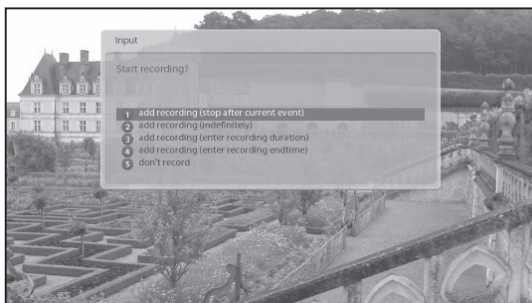 Input
Start recording?
1 add recording (stop after current event)
2 add recording (indefinitely)
3 add recording (enter recording duration)
4 add recording (enter recording endtime)
5 don't record